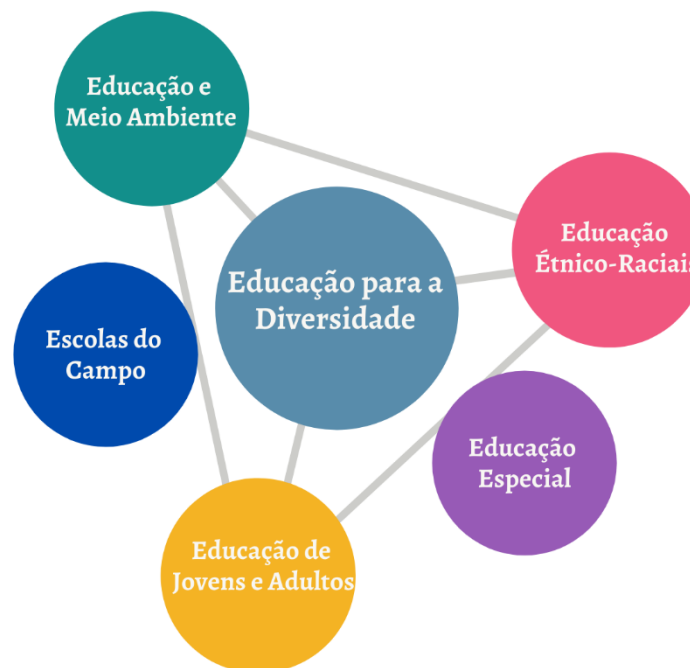 Educação e
Meio Ambiente
Educação
Étnico-Raciais
Educação para a
Diversidade
Escolas do
Campo
Educação
Especial
Educação de
Jovens e Adultos